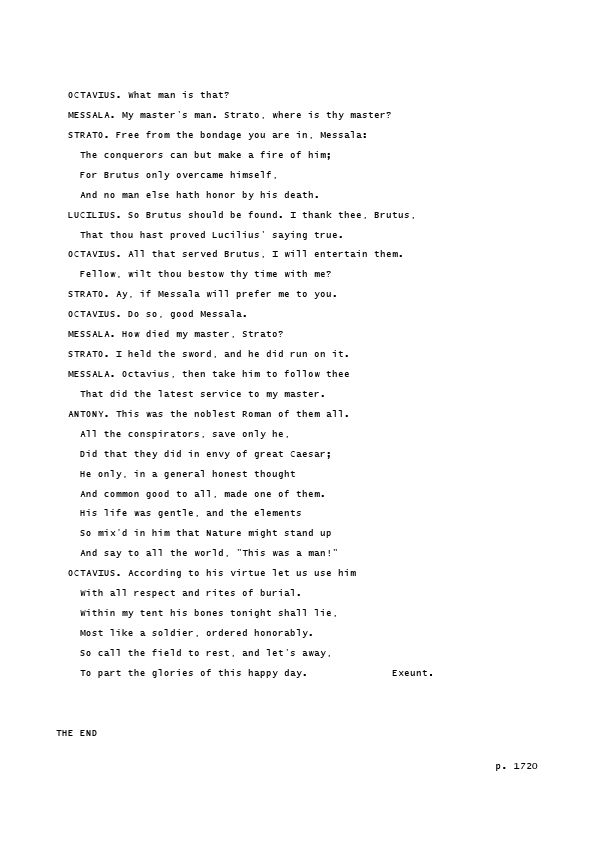 OCTAVIUS. What man is that?
MESSALA. My master's man. Strato, where is thy master?
STRATO. Free from the bondage you are in, Messala:
The conquerors can but make a fire of him;
For Brutus only overcame himself,
And no man else hath honor by his death.
LUCILIUS. So Brutus should be found. I thank thee, Brutus,
That thou hast proved Lucilius' saying true.
OCTAVIUS. All that served Brutus, I will entertain them.
Fellow, wilt thou bestow thy time with me?
STRATO. Ay, if Messala will prefer me to you.
OCTAVIUS. Do so, good Messala.
MESSALA. How died my master, Strato?
STRATO. I held the sword, and he did run on it.
MESSALA. Octavius, then take him to follow thee
That did the latest service to my master.
ANTONY. This was the noblest Roman of them all.
All the conspirators, save only he,
Did that they did in envy of great Caesar;
He only, in a general honest thought
And common good to all, made one of them.
His life was gentle, and the elements
So mix'd in him that Nature might stand up
And say to all the world, "This was a man!"
OCTAVIUS. According to his virtue let us use him
With all respect and rites of burial.
Within my tent his bones tonight shall lie,
Most like a soldier, ordered honorably.
So call the field to rest, and let's away,
To part the glories of this happy day. Exeunt.
THE END
p. 1720